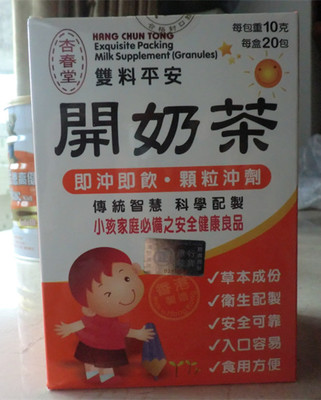 杏春堂
HANG CHUN TONG
Exquisite Packing
Milk Supplement (Granules)
每包重10克
每盒20包
雙料平安
開奶茶
即沖即飲·顆粒沖劑
傳統智慧 科學配製
小孩家庭必備之安全健康良品
香港
✓草本成份
✓衛生配製
✓安全可靠
✓入口容易
✓食用方便